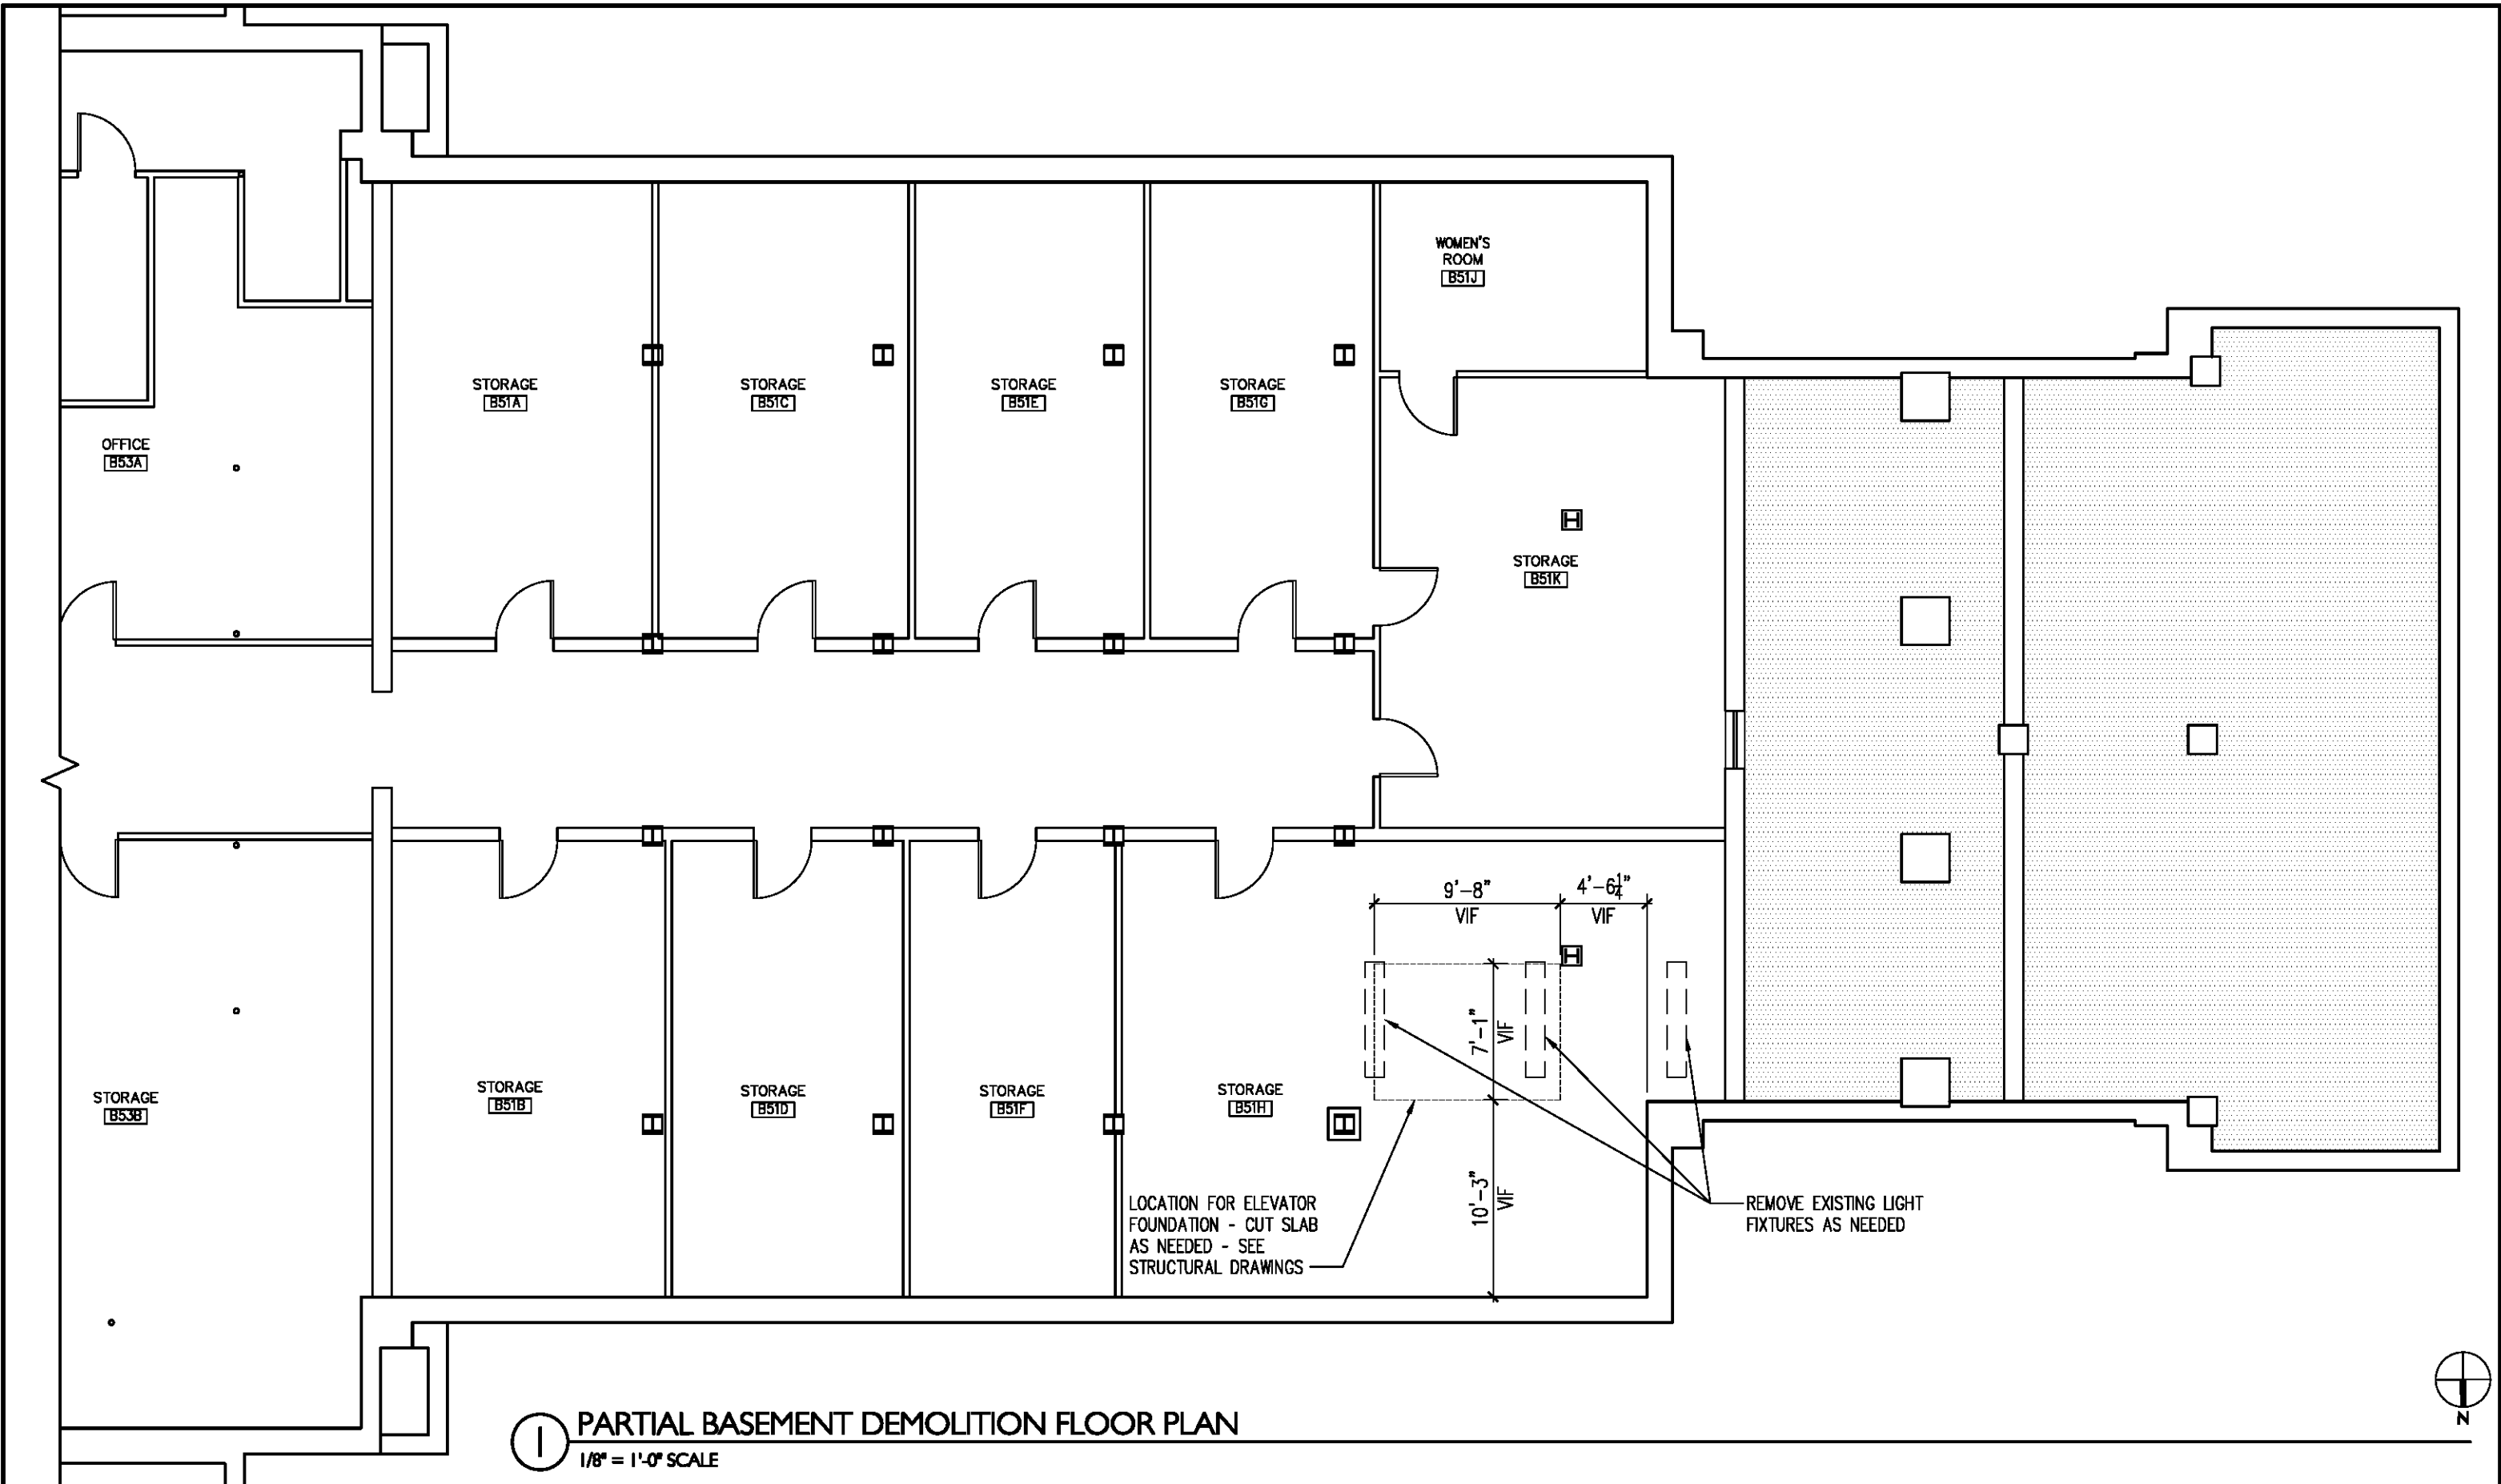 WOMEN'S
ROOM
B51J
STORAGE
B51A
STORAGE
B51C
STORAGE
B51E
STORAGE
B51G
OFFICE
B53A
STORAGE
B51K
9'-8"
VIF
4'-6¼"
VIF
7'-1"
VIF
STORAGE
B53B
STORAGE
B51B
STORAGE
B51D
STORAGE
B51F
STORAGE
B51H
10'-3"
VIF
LOCATION FOR ELEVATOR
FOUNDATION - CUT SLAB
AS NEEDED - SEE
STRUCTURAL DRAWINGS
REMOVE EXISTING LIGHT
FIXTURES AS NEEDED
1 PARTIAL BASEMENT DEMOLITION FLOOR PLAN
1/8" = 1'-0" SCALE
N